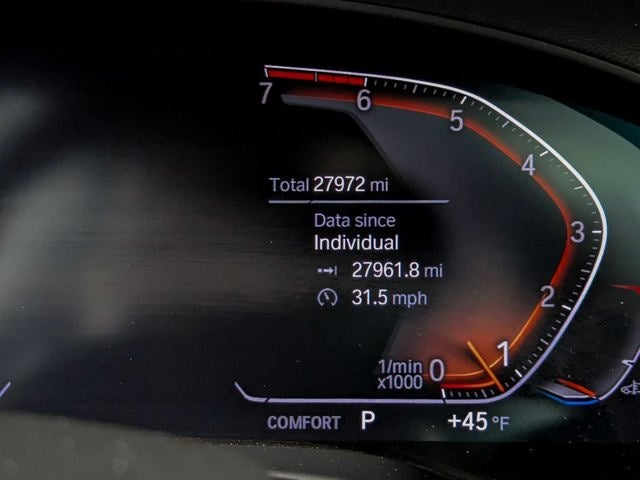 7
6
5
4
Total 27972 mi
Data since
Individual
3
27961.8 mi
31.5 mph
2
1
1/min
x1000
0
COMFORT P +45 °F